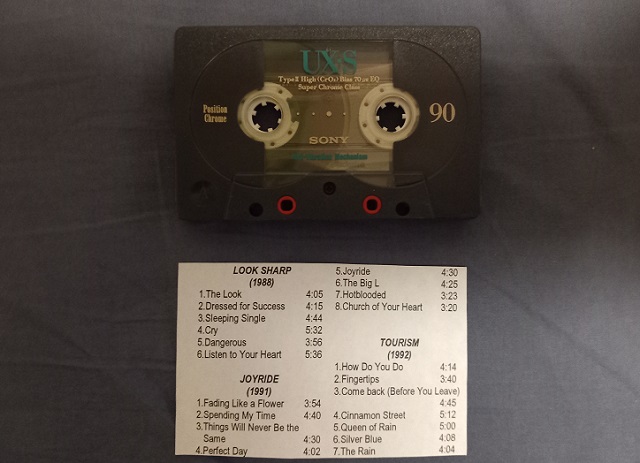 UX·S
Type II High (CrO2) Bias 70 µs EQ
Super Chrome Class
Position
Chrome
90
SONY
LOOK SHARP
(1988)
1.The Look 4:05
2.Dressed for Success 4:15
3.Sleeping Single 4:44
4.Cry 5:32
5.Dangerous 3:56
6.Listen to Your Heart 5:36
JOYRIDE
(1991)
1.Fading Like a Flower 3:54
2.Spending My Time 4:40
3.Things Will Never Be the
Same 4:30
4.Perfect Day 4:02
5.Joyride 4:30
6.The Big L 4:25
7.Hotblooded 3:23
8.Church of Your Heart 3:20
TOURISM
(1992)
1.How Do You Do 4:14
2.Fingertips 3:40
3.Come back (Before You Leave)
4:45
4.Cinnamon Street 5:12
5.Queen of Rain 5:00
6.Silver Blue 4:08
7.The Rain 4:04